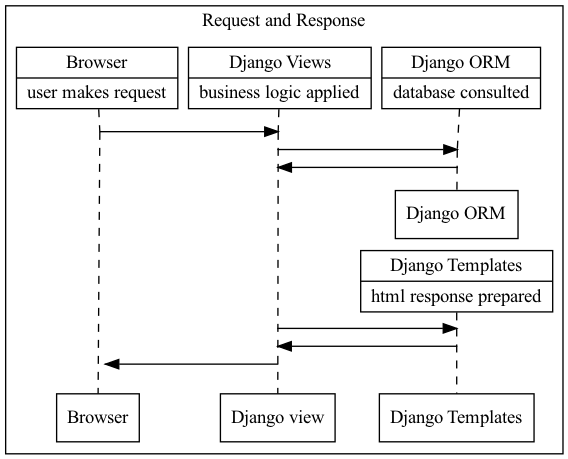 Request and Response
Browser
user makes request
Django Views
business logic applied
Django ORM
database consulted
Django ORM
Django Templates
html response prepared
Browser
Django view
Django Templates